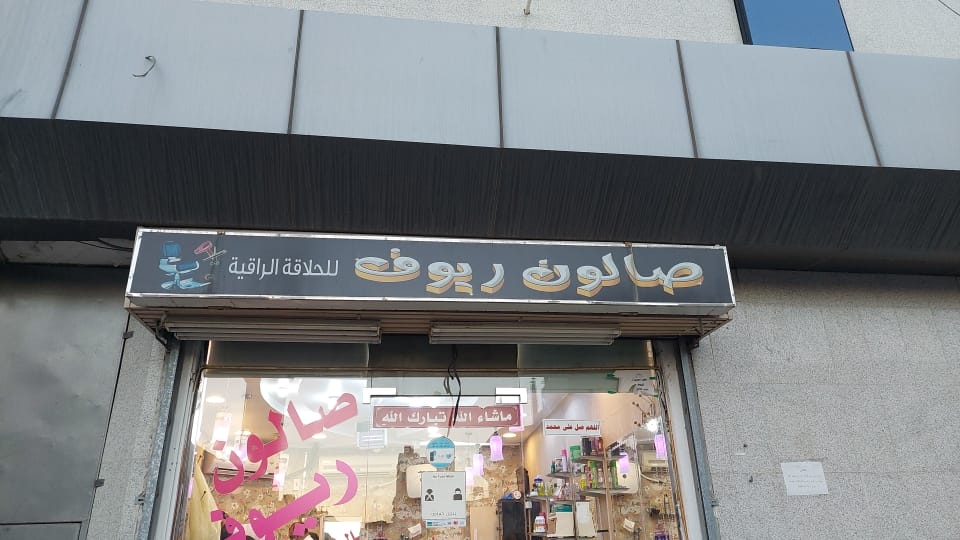 صالون ريوف للحلاقة الراقية
صالون
ريوف
ماشاء الله تبارك الله
اللهم صل على محمد